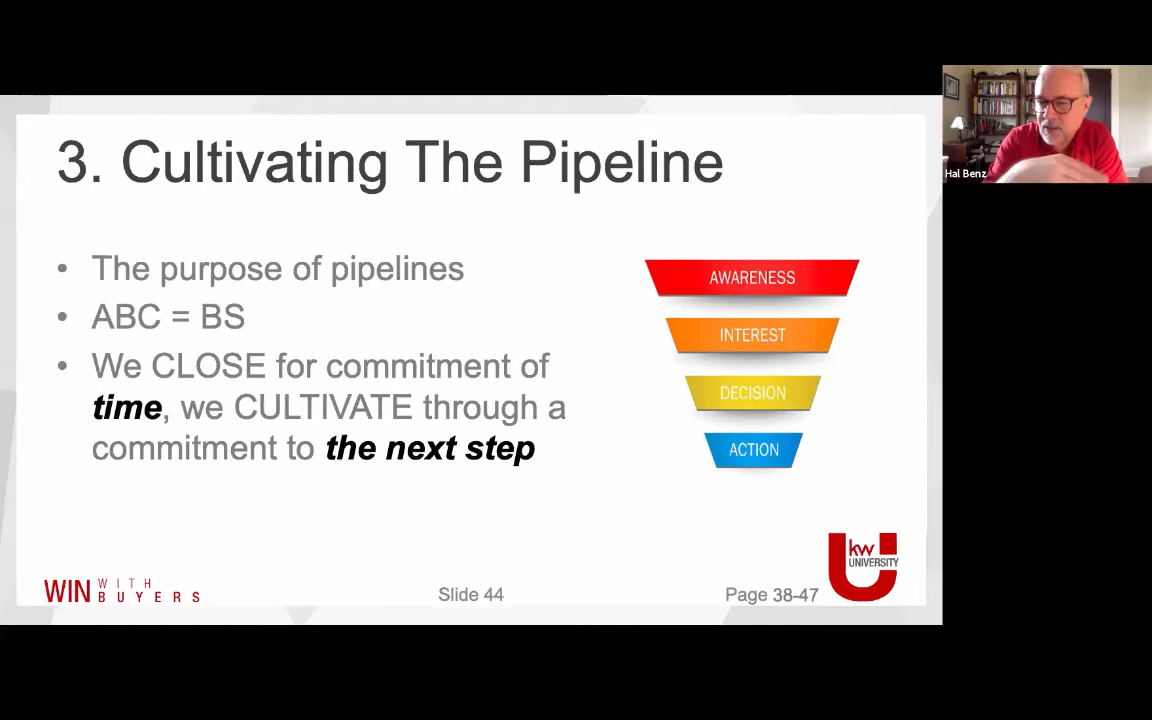 3. Cultivating The Pipeline
• The purpose of pipelines
• ABC = BS
• We CLOSE for commitment of
time, we CULTIVATE through a
commitment to the next step
AWARENESS
INTEREST
DECISION
ACTION
WIN WITH
BUYERS
Slide 44
Page 38-47
kw
UNIVERSITY
Hal Benz